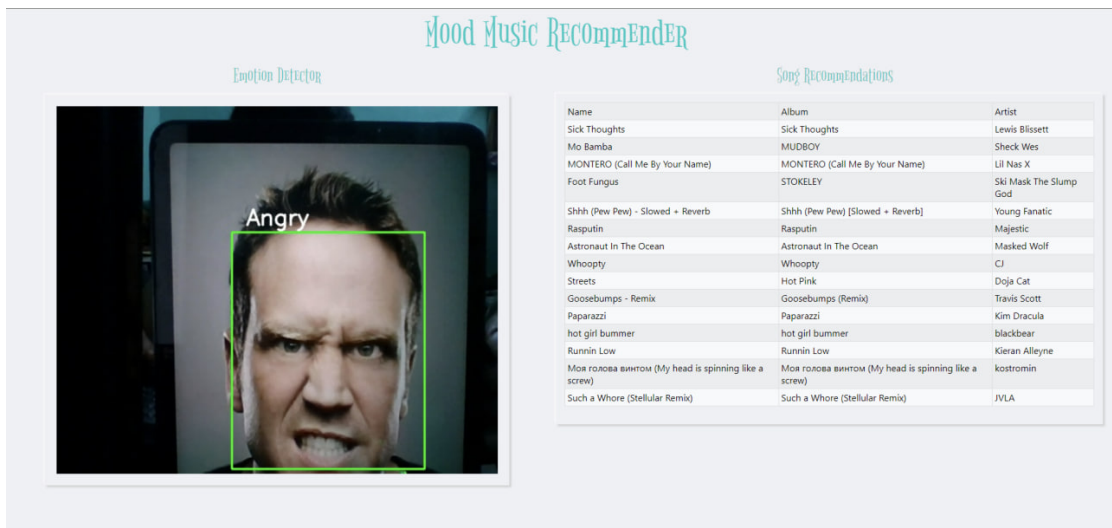 Mood Music Recommender
Emotion Detector
Angry
Song Recommendations
Name Album Artist
Sick Thoughts Sick Thoughts Lewis Blissett
Mo Bamba MUDBOY Sheck Wes
MONTERO (Call Me By Your Name) MONTERO (Call Me By Your Name) Lil Nas X
Foot Fungus STOKELEY Ski Mask The Slump
God
Shhh (Pew Pew) - Slowed + Reverb Shhh (Pew Pew) [Slowed + Reverb] Young Fanatic
Rasputin Rasputin Majestic
Astronaut In The Ocean Astronaut In The Ocean Masked Wolf
Whoopty Whoopty CJ
Streets Hot Pink Doja Cat
Goosebumps - Remix Goosebumps (Remix) Travis Scott
Paparazzi Paparazzi Kim Dracula
hot girl bummer hot girl bummer blackbear
Runnin Low Runnin Low Kieran Alleyne
Моя голова винтом (My head is spinning like a Моя голова винтом (My head is spinning like a kostromin
screw) screw)
Such a Whore (Stellular Remix) Such a Whore (Stellular Remix) JVLA